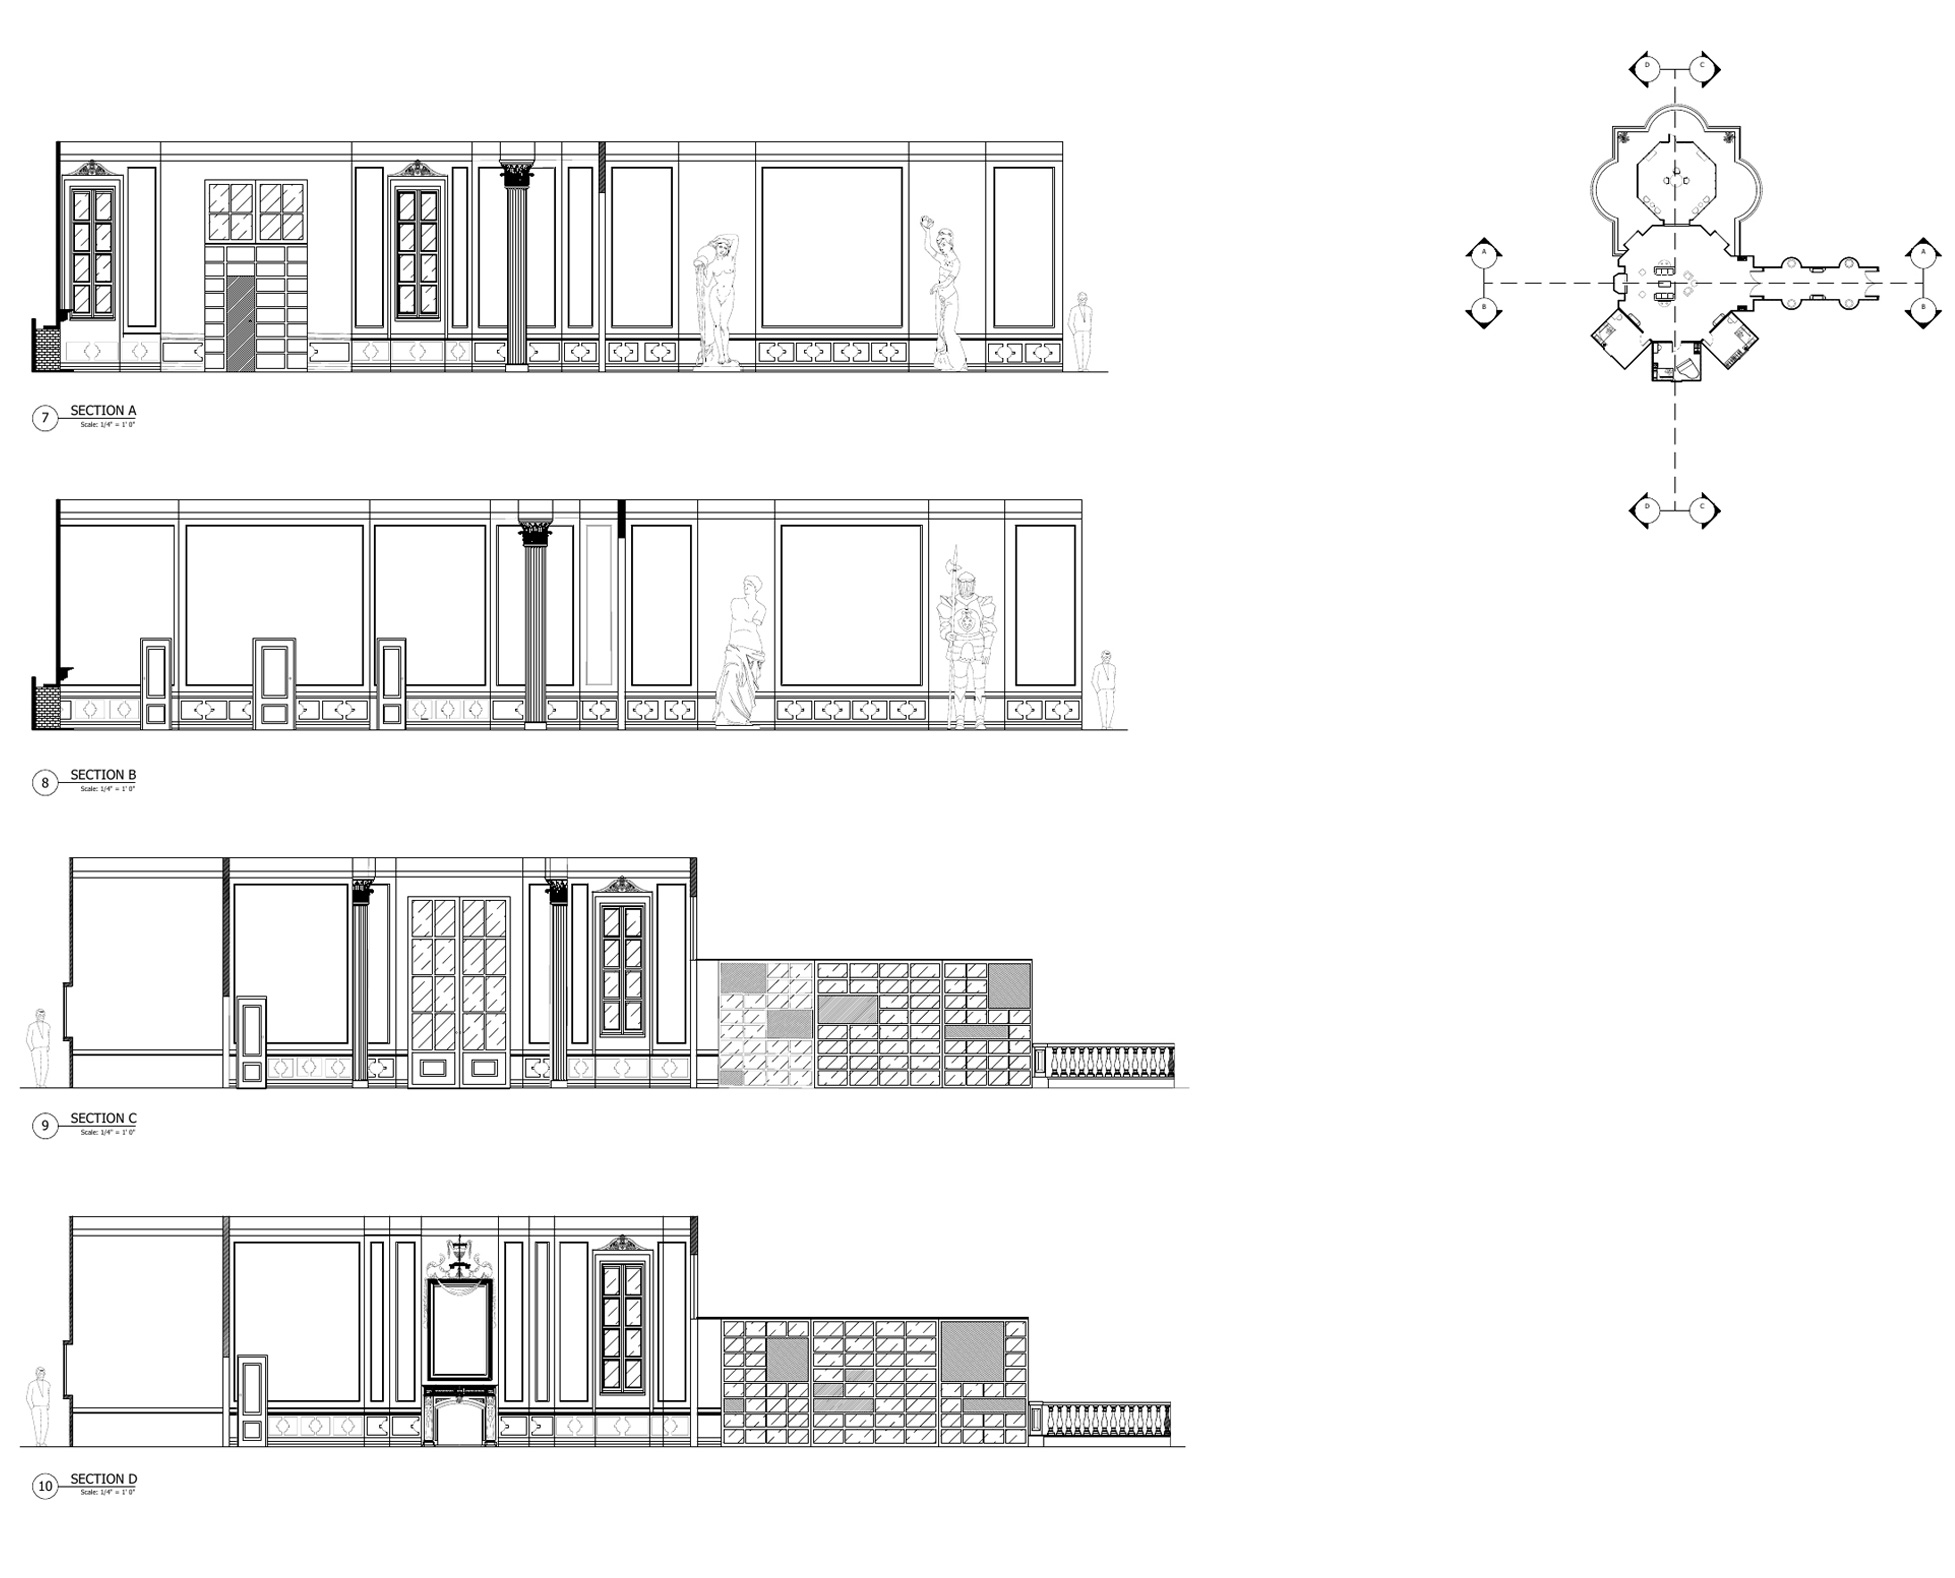 D C
A A
B B
7 SECTION A
Scale: 1/4" = 1' 0"
8 SECTION B
Scale: 1/4" = 1' 0"
D C
9 SECTION C
Scale: 1/4" = 1' 0"
10 SECTION D
Scale: 1/4" = 1' 0"